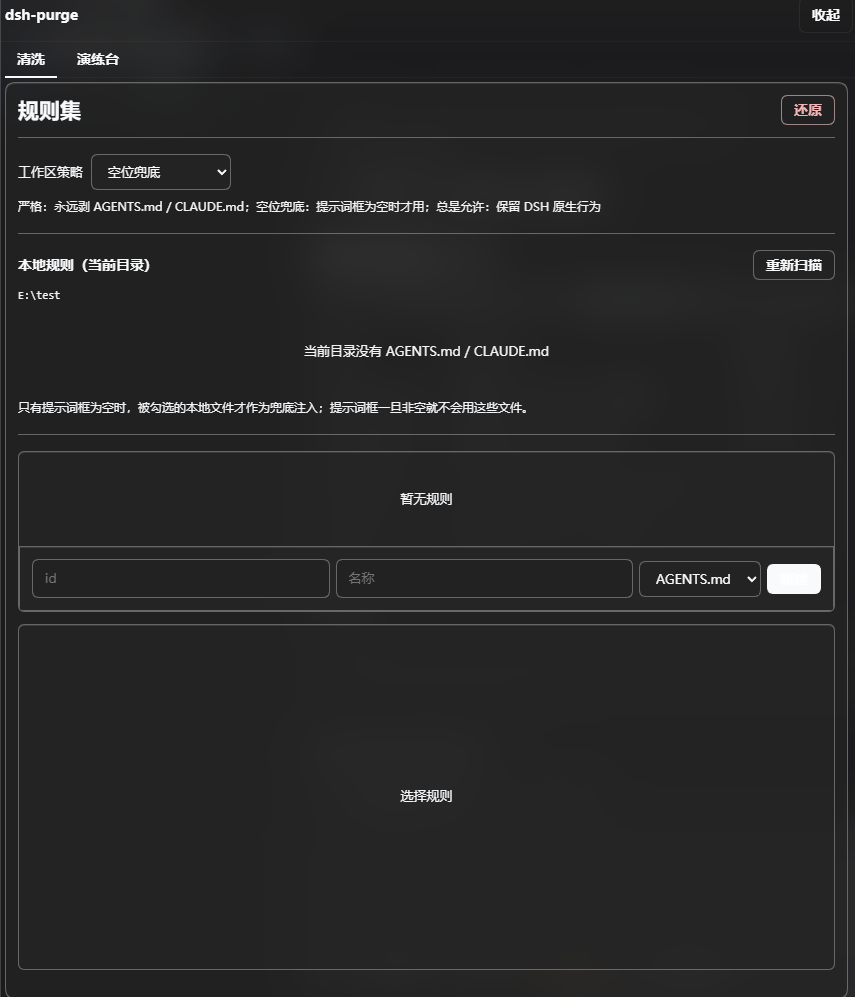 dsh-purge
收起
清洗 演练台
规则集
还原
工作区策略 空位兜底
严格：永远剥 AGENTS.md / CLAUDE.md；空位兜底：提示词框为空时才用；总是允许：保留 DSH 原生行为
本地规则（当前目录）
重新扫描
E:\test
当前目录没有 AGENTS.md / CLAUDE.md
只有提示词框为空时，被勾选的本地文件才作为兜底注入；提示词框一旦非空就不会用这些文件。
暂无规则
id 名称 AGENTS.md
选择规则